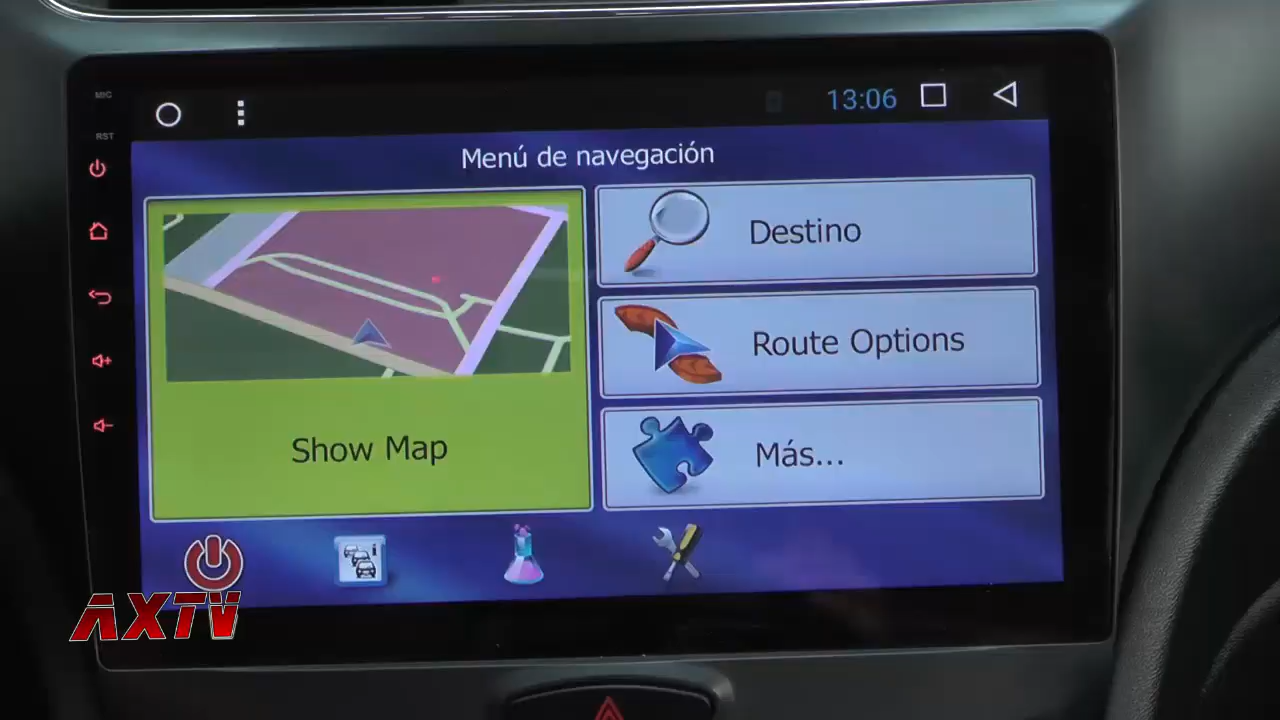 MIC
13:06
RST
Menú de navegación
Destino
Route Options
Show Map
Más...
AXTV